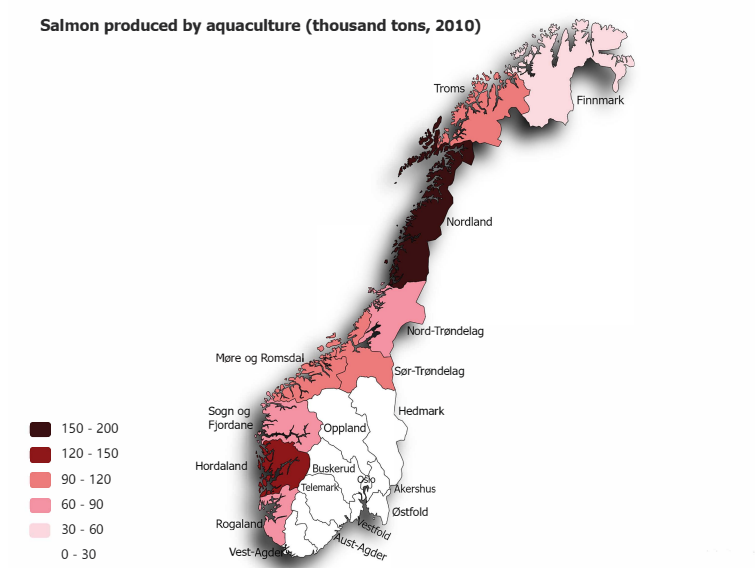 Salmon produced by aquaculture (thousand tons, 2010)
Troms
Finnmark
Nordland
Nord-Trøndelag
Møre og Romsdal
Sør-Trøndelag
Sogn og
Fjordane
Hedmark
Oppland
Hordaland
Buskerud
Oslo
Telemark
Akershus
Østfold
Rogaland
Vestfold
Vest-Agder
Aust-Agder
150 - 200
120 - 150
90 - 120
60 - 90
30 - 60
0 - 30